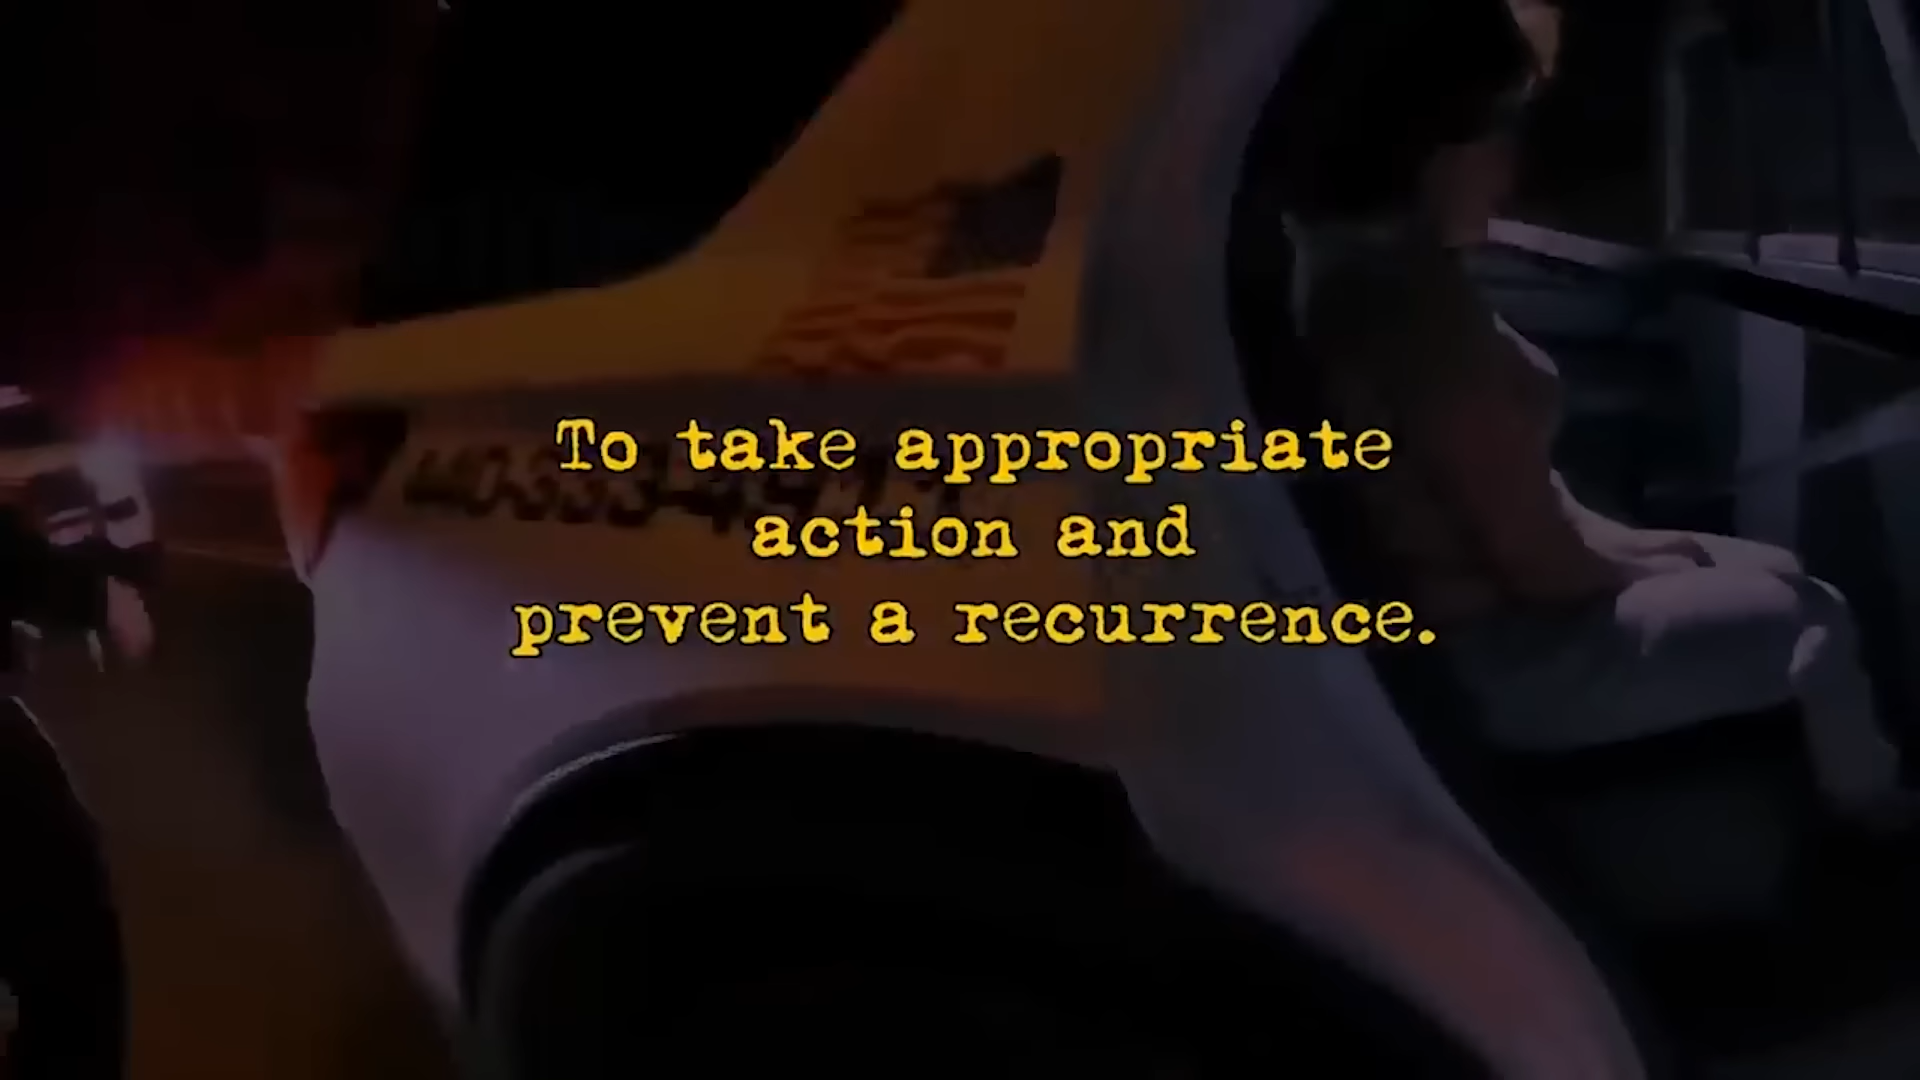 To take appropriate
action and
prevent a recurrence.